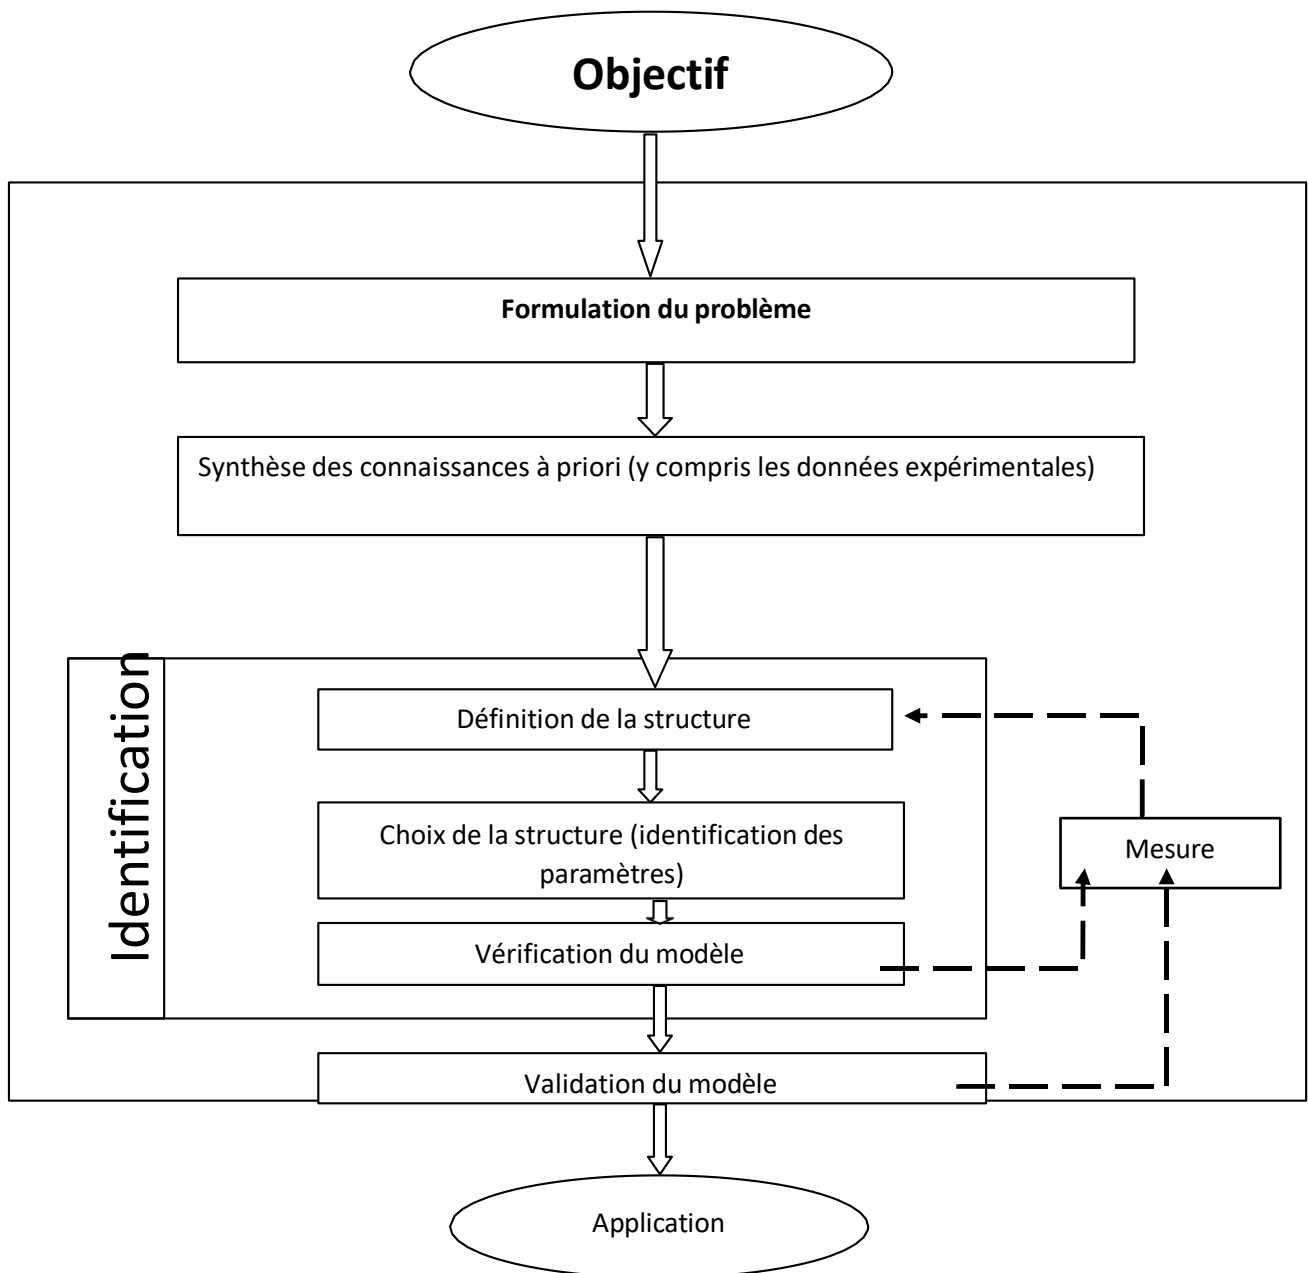 Objectif
Formulation du problème
Synthèse des connaissances à priori (y compris les données expérimentales)
Identification
Définition de la structure
Choix de la structure (identification des
paramètres)
Mesure
Vérification du modèle
Validation du modèle
Application